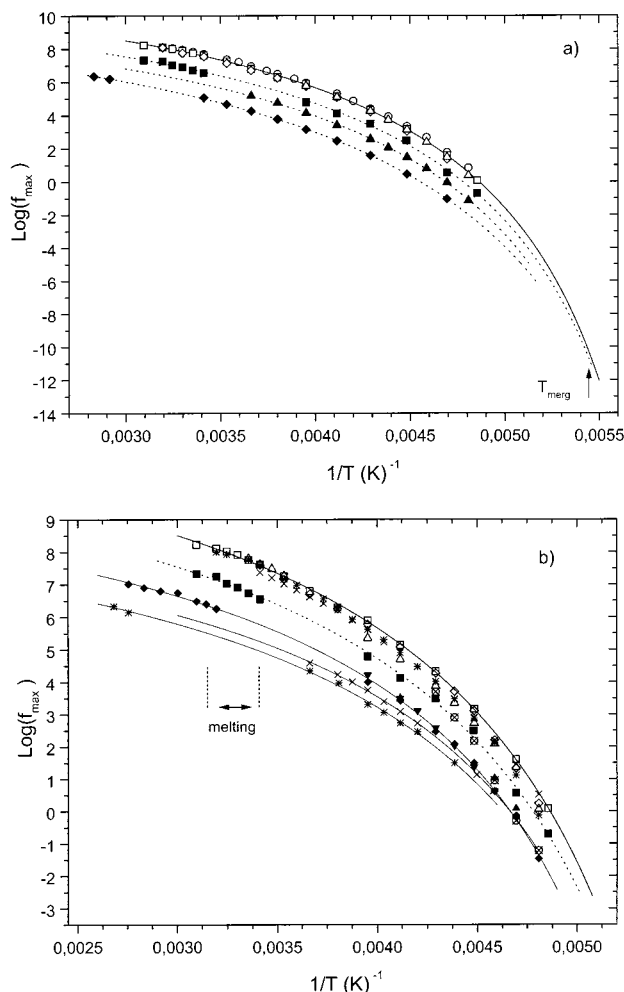 a)
10
8
6
4
2
0
-2
-4
-6
-8
-10
-12
-14
Log(f_max)
T_merg
0,0030 0,0035 0,0040 0,0045 0,0050 0,0055
1/T (K)^-1
b)
9
8
7
6
5
4
3
2
1
0
-1
-2
-3
Log(f_max)
melting
0,0025 0,0030 0,0035 0,0040 0,0045 0,0050
1/T (K)^-1